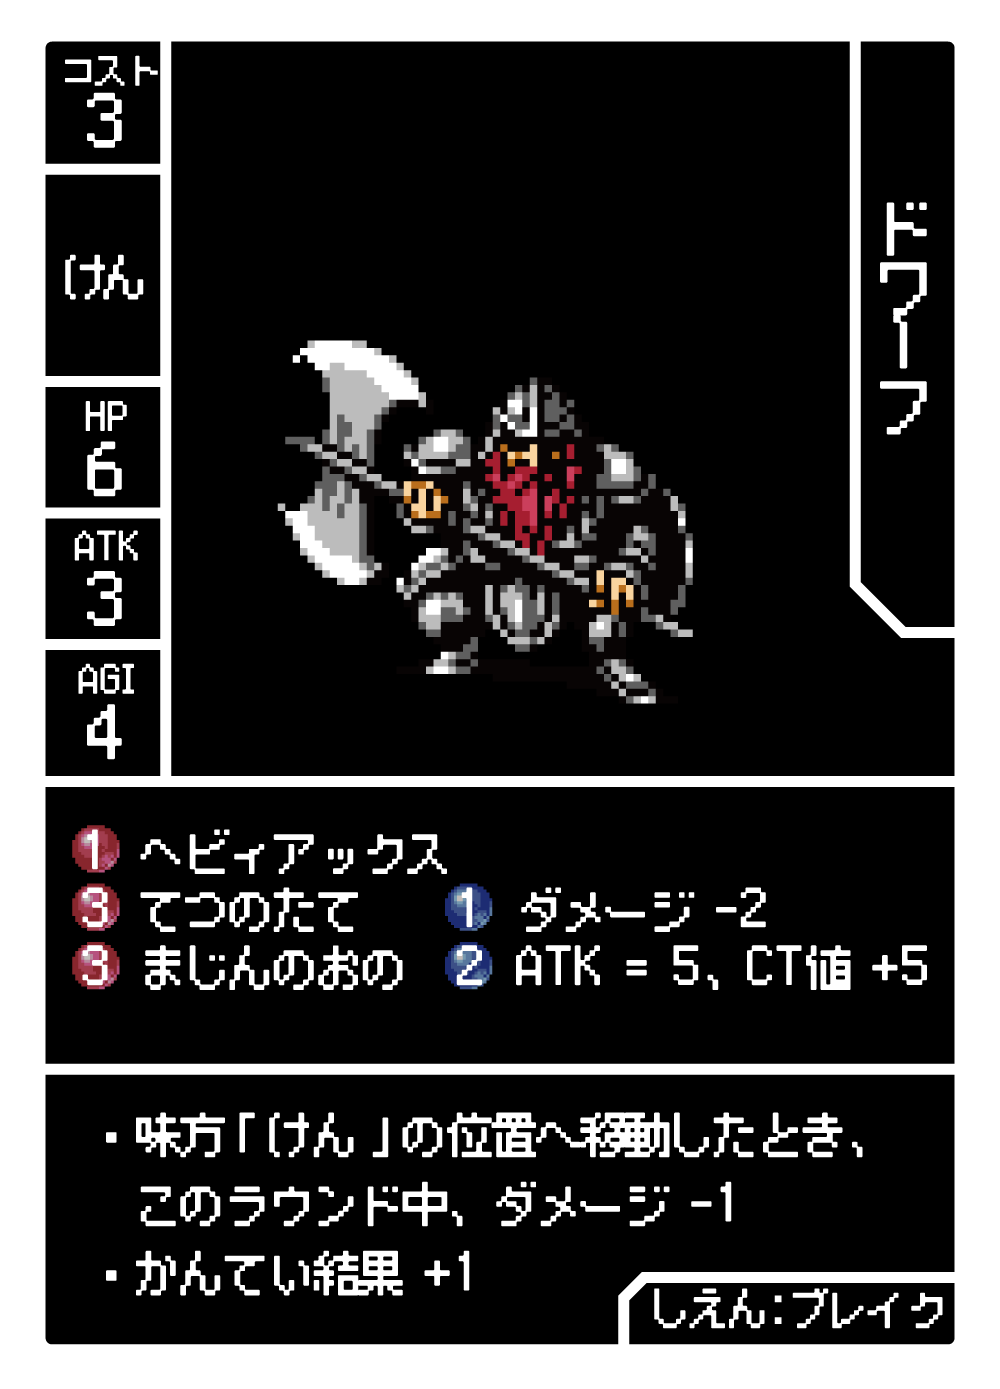 コスト
3
けん
HP
6
ATK
3
AGI
4
ドワーフ
1 ヘビィアックス
3 てつのたて 1 ダメージ -2
3 まじんのおの 2 ATK = 5、CT値 +5
・味方「けん」の位置へ移動したとき、
このラウンド中、ダメージ -1
・かんてい結果 +1
しえん:ブレイク